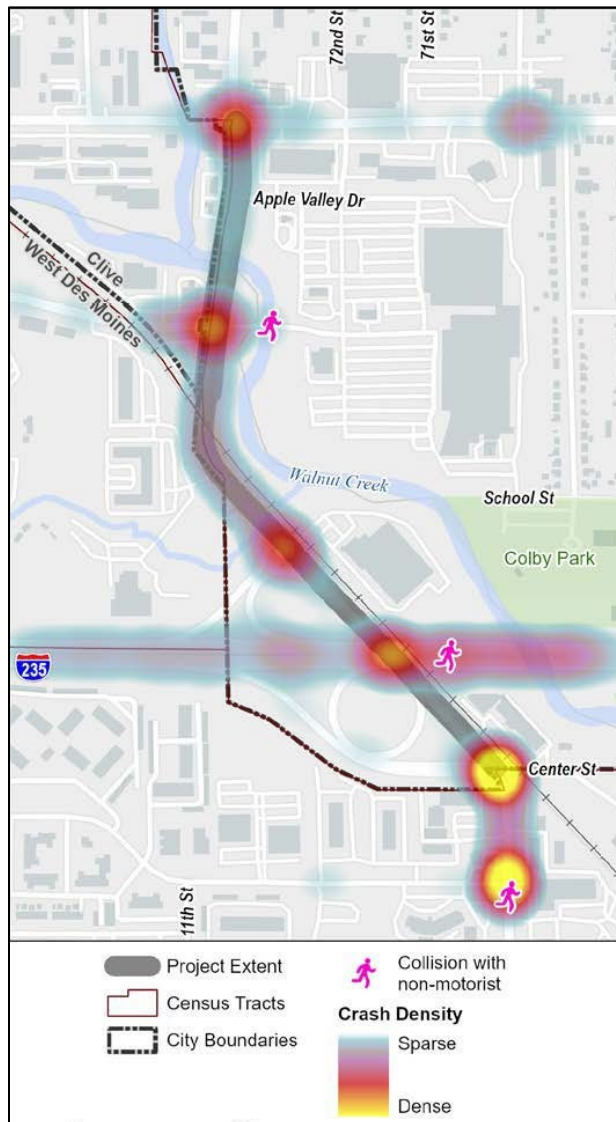 72nd St
71st St
Apple Valley Dr
Clive
West Des Moines
Walnut Creek
School St
Colby Park
235
Center St
11th St
Project Extent
Census Tracts
City Boundaries
Collision with
non-motorist
Crash Density
Sparse
Dense